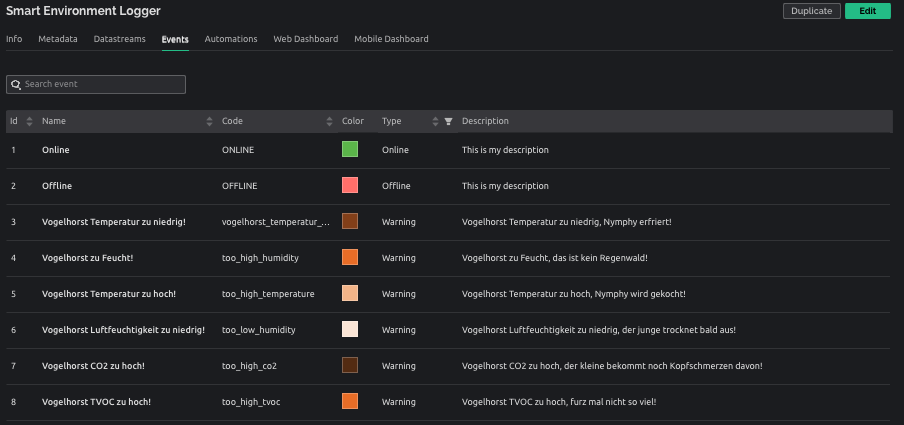 Smart Environment Logger
Duplicate
Edit
Info Metadata Datastreams Events Automations Web Dashboard Mobile Dashboard
Search event
Id Name Code Color Type Description
1 Online ONLINE Online This is my description
2 Offline OFFLINE Offline This is my description
3 Vogelhorst Temperatur zu niedrig! vogelhorst_temperatur_... Warning Vogelhorst Temperatur zu niedrig, Nymphy erfriert!
4 Vogelhorst zu Feucht! too_high_humidity Warning Vogelhorst zu Feucht, das ist kein Regenwald!
5 Vogelhorst Temperatur zu hoch! too_high_temperature Warning Vogelhorst Temperatur zu hoch, Nymphy wird gekocht!
6 Vogelhorst Luftfeuchtigkeit zu niedrig! too_low_humidity Warning Vogelhorst Luftfeuchtigkeit zu niedrig, der junge trocknet bald aus!
7 Vogelhorst CO2 zu hoch! too_high_co2 Warning Vogelhorst CO2 zu hoch, der kleine bekommt noch Kopfschmerzen davon!
8 Vogelhorst TVOC zu hoch! too_high_tvoc Warning Vogelhorst TVOC zu hoch, furz mal nicht so viel!